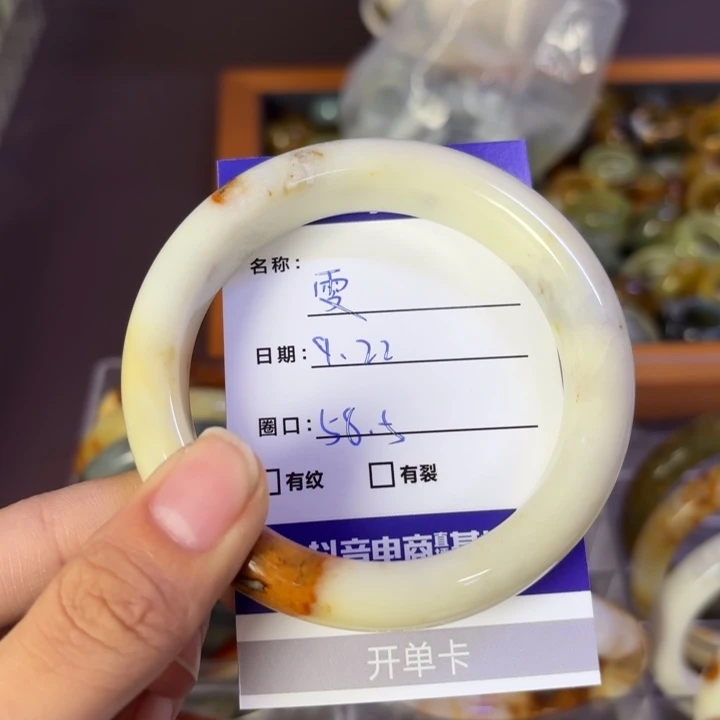 名称: 雯
日期: 9.22
圈口: 58.5
有纹 有裂
抖音电商
开单卡